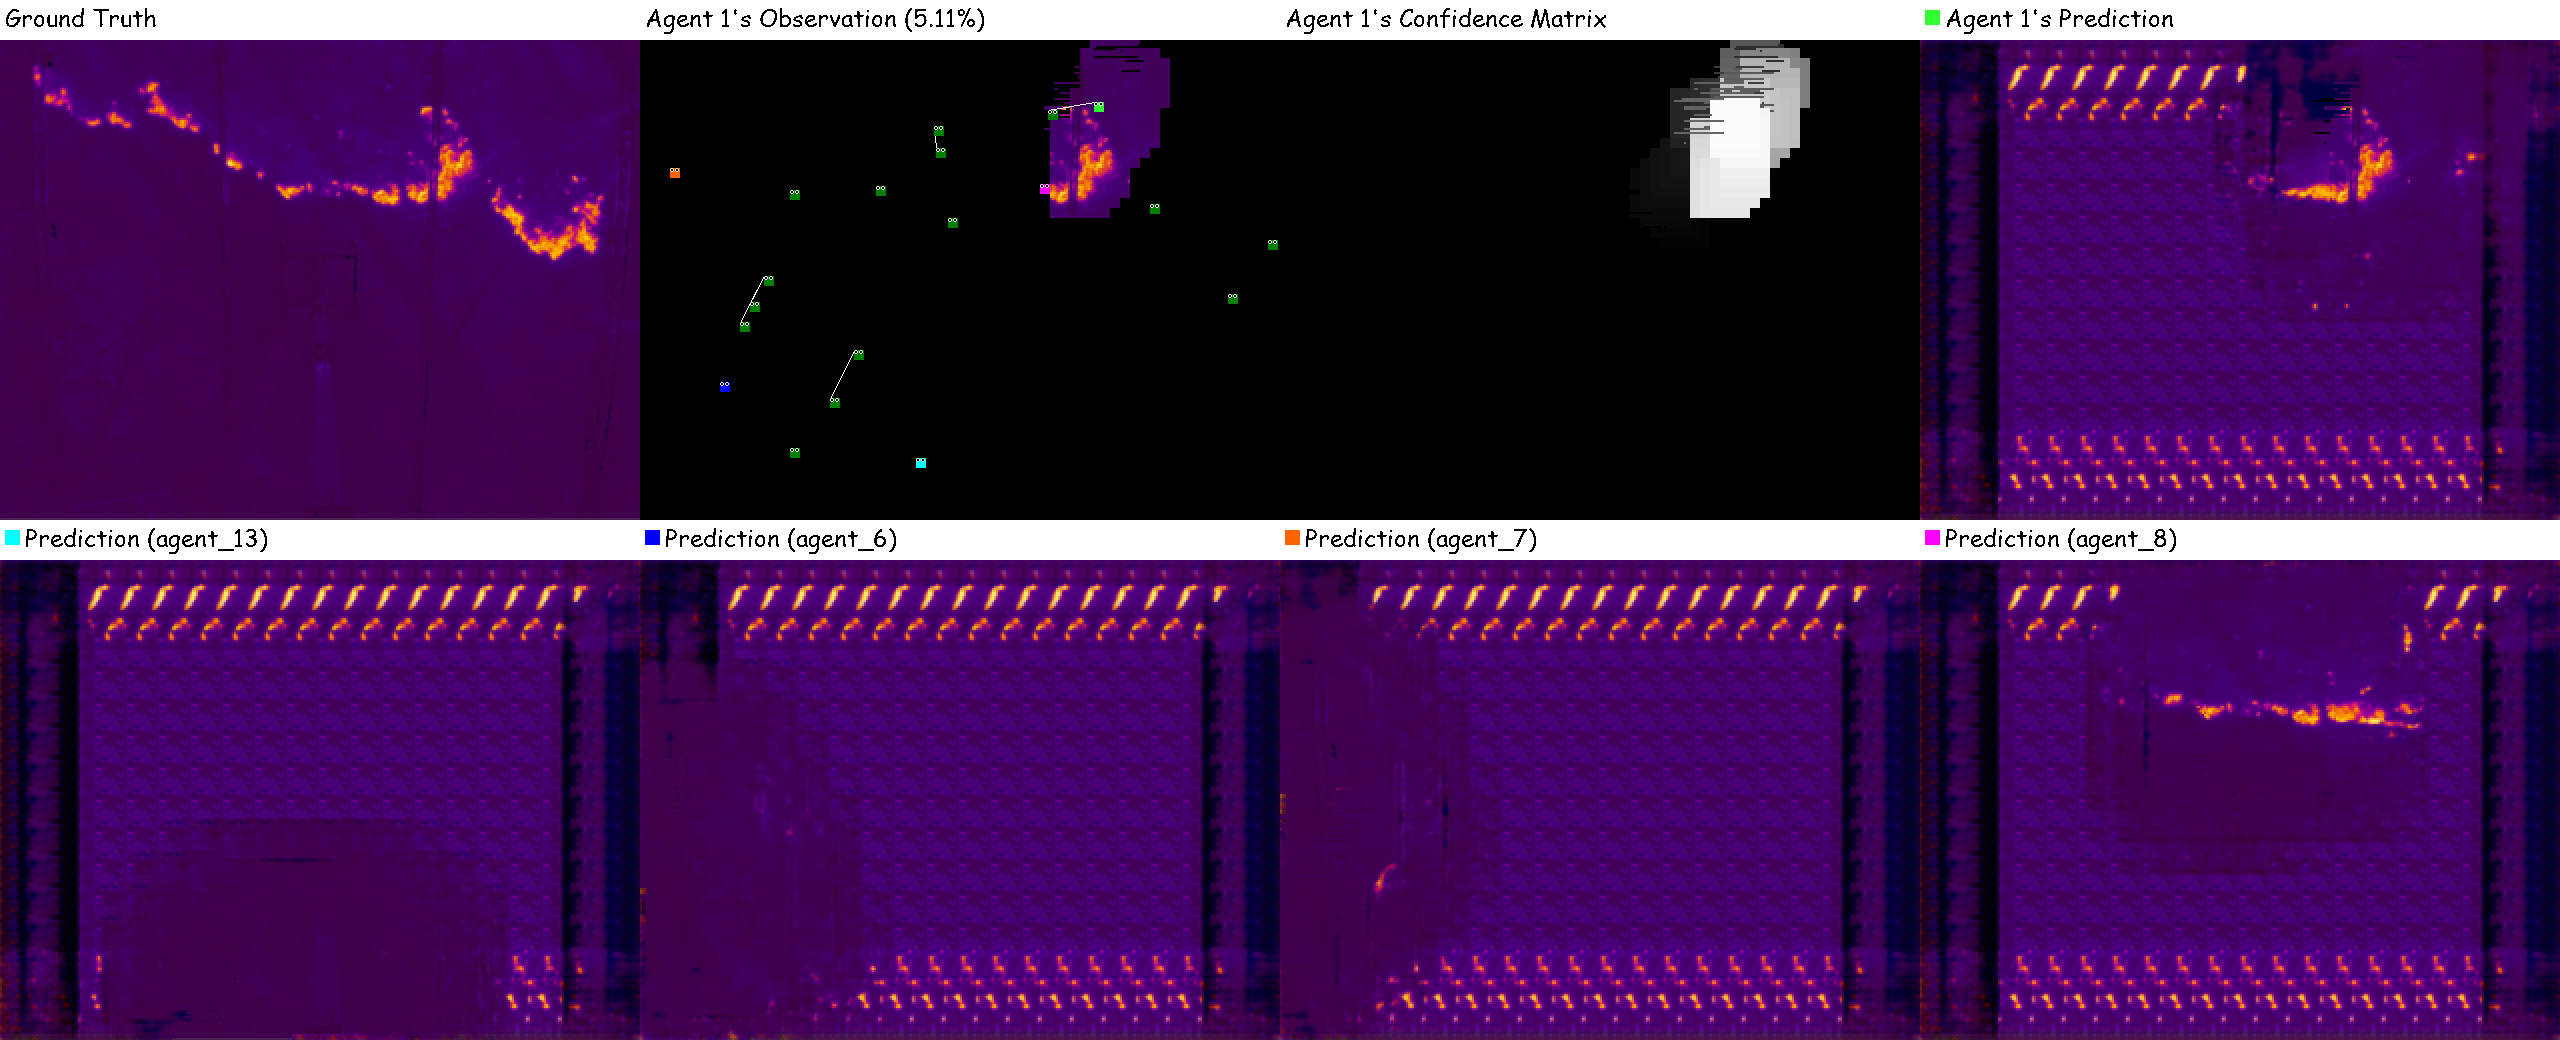 Ground Truth
Agent 1's Observation (5.11%)
Agent 1's Confidence Matrix
Agent 1's Prediction
Prediction (agent_13)
Prediction (agent_6)
Prediction (agent_7)
Prediction (agent_8)